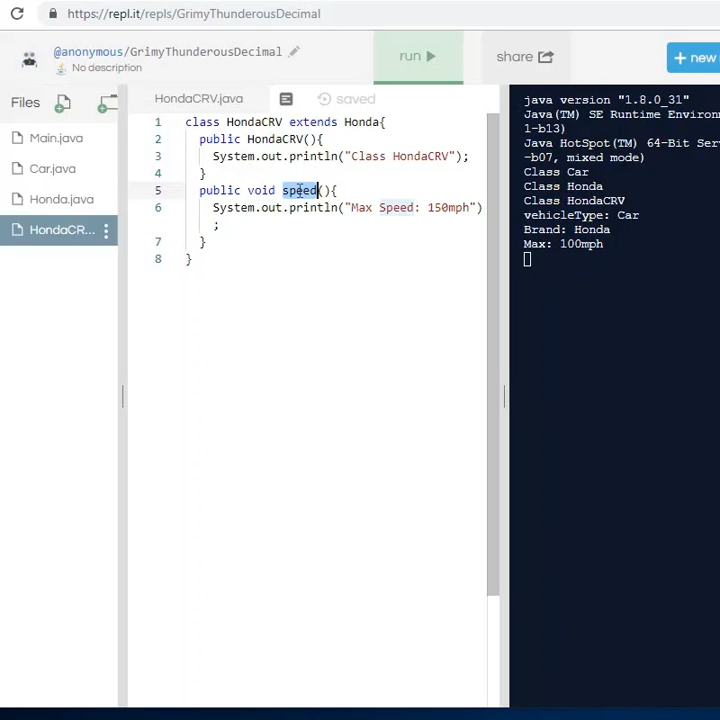 https://repl.it/repls/GrimyThunderousDecimal
@anonymous/GrimyThunderousDecimal
No description
run
share
+ new
Files
HondaCRV.java
saved
Main.java
Car.java
Honda.java
HondaCR...
1 class HondaCRV extends Honda{
2 public HondaCRV(){
3 System.out.println("Class HondaCRV");
4 }
5 public void speed(){
6 System.out.println("Max Speed: 150mph")
;
7 }
8 }
java version "1.8.0_31"
Java(TM) SE Runtime Environ
1-b13)
Java HotSpot(TM) 64-Bit Ser
-b07, mixed mode)
Class Car
Class Honda
Class HondaCRV
vehicleType: Car
Brand: Honda
Max: 100mph